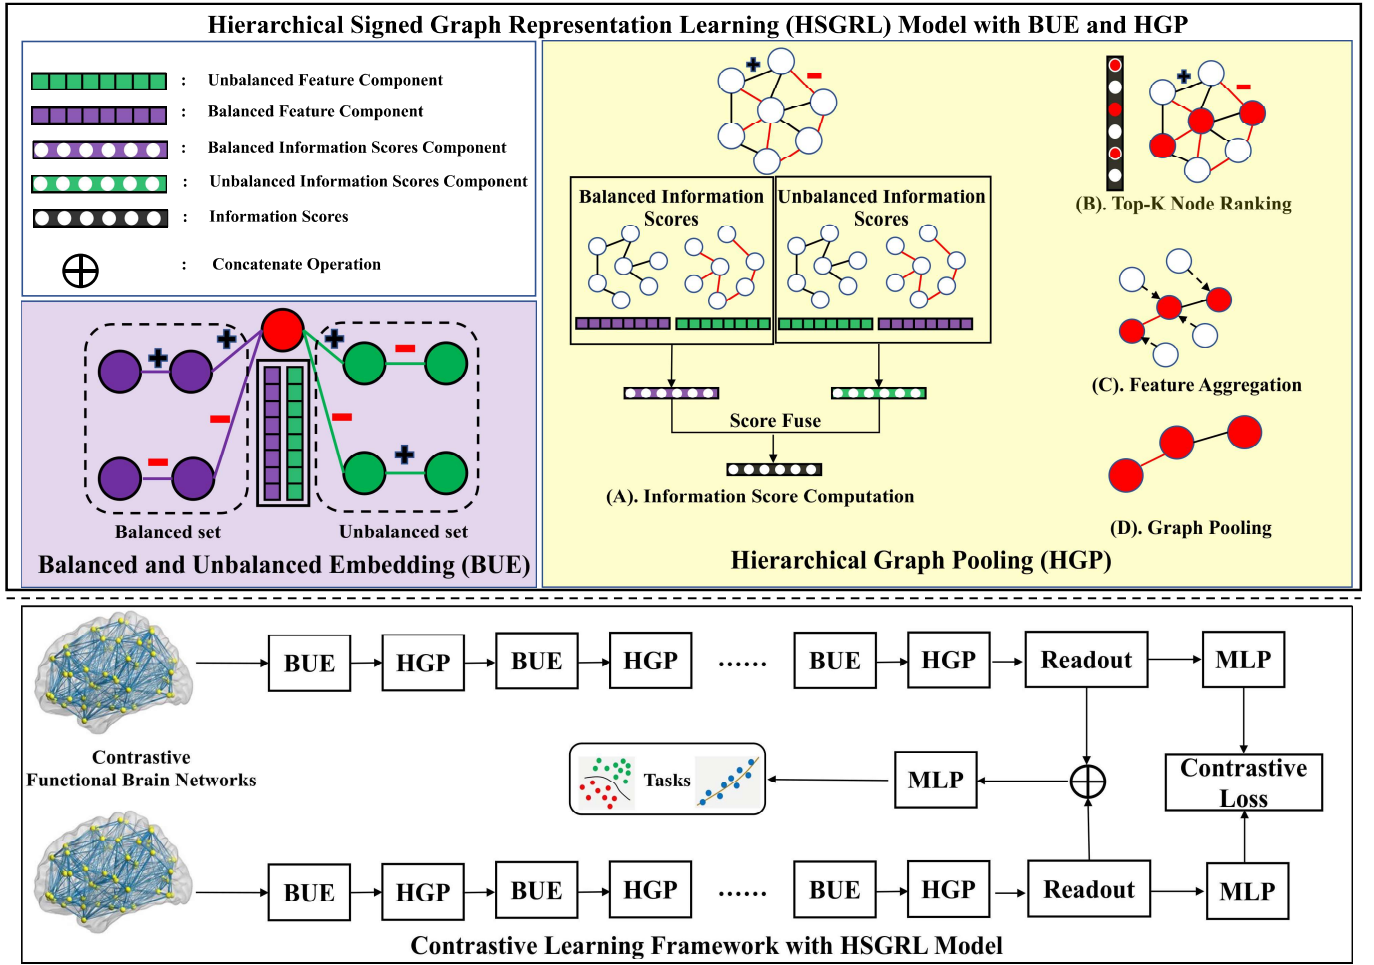 Hierarchical Signed Graph Representation Learning (HSGRL) Model with BUE and HGP
: Unbalanced Feature Component
: Balanced Feature Component
: Balanced Information Scores Component
: Unbalanced Information Scores Component
: Information Scores
: Concatenate Operation
Balanced set
Unbalanced set
Balanced and Unbalanced Embedding (BUE)
Balanced Information
Scores
Unbalanced Information
Scores
Score Fuse
(A). Information Score Computation
(B). Top-K Node Ranking
(C). Feature Aggregation
(D). Graph Pooling
Hierarchical Graph Pooling (HGP)
BUE
HGP
BUE
HGP
......
BUE
HGP
Readout
MLP
Contrastive
Functional Brain Networks
Tasks
MLP
Contrastive
Loss
BUE
HGP
BUE
HGP
......
BUE
HGP
Readout
MLP
Contrastive Learning Framework with HSGRL Model